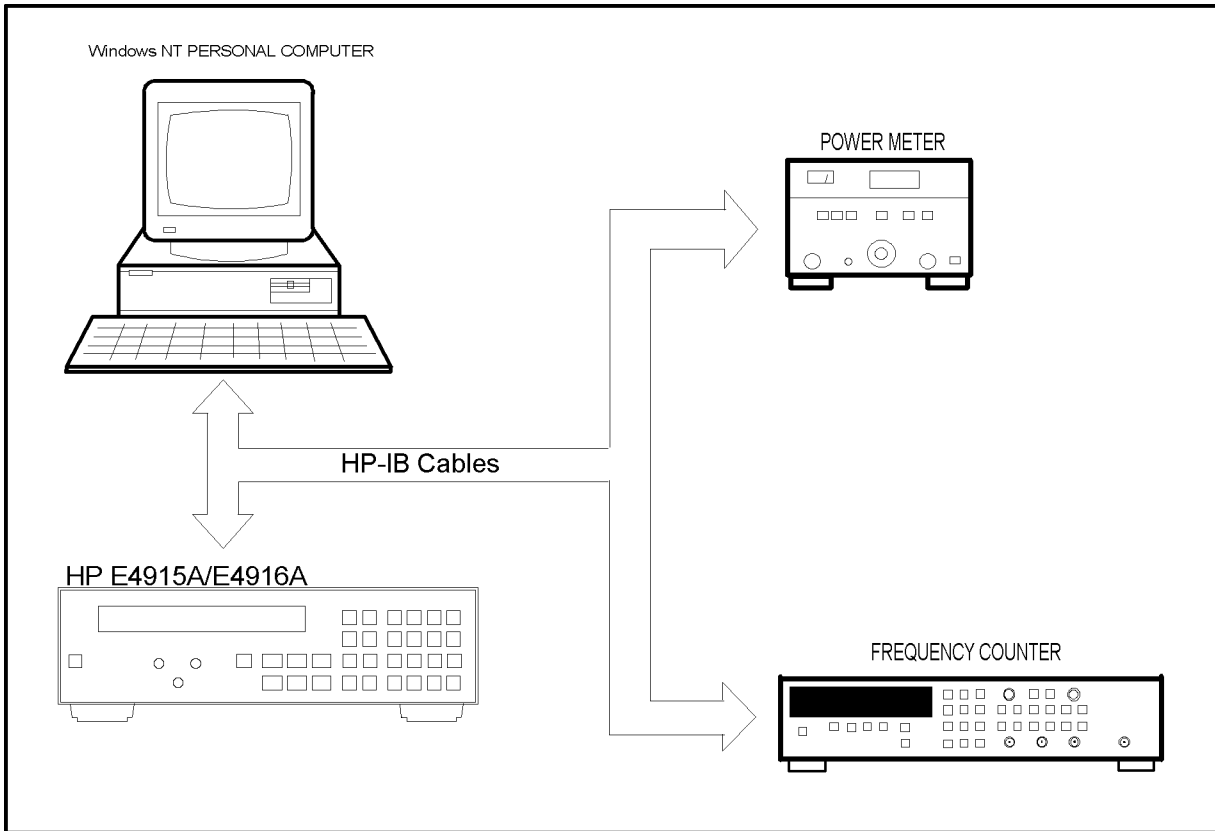 Windows NT PERSONAL COMPUTER
POWER METER
HP-IB Cables
HP E4915A/E4916A
FREQUENCY COUNTER